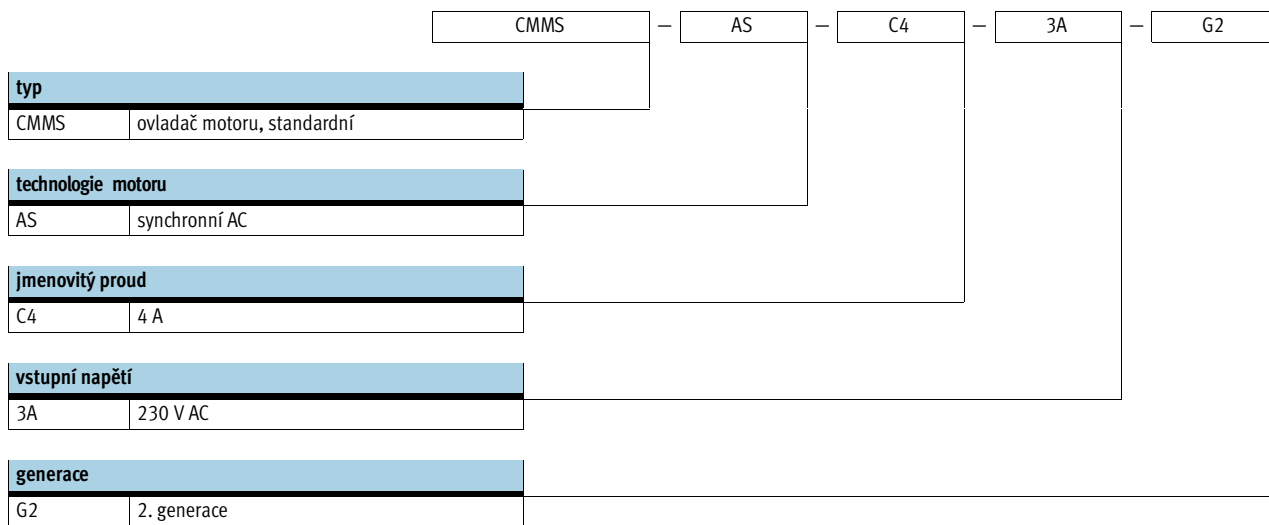 CMMS – AS – C4 – 3A – G2
typ
CMMS ovladač motoru, standardní
technologie motoru
AS synchronní AC
jmenovitý proud
C4 4 A
vstupní napětí
3A 230 V AC
generace
G2 2. generace